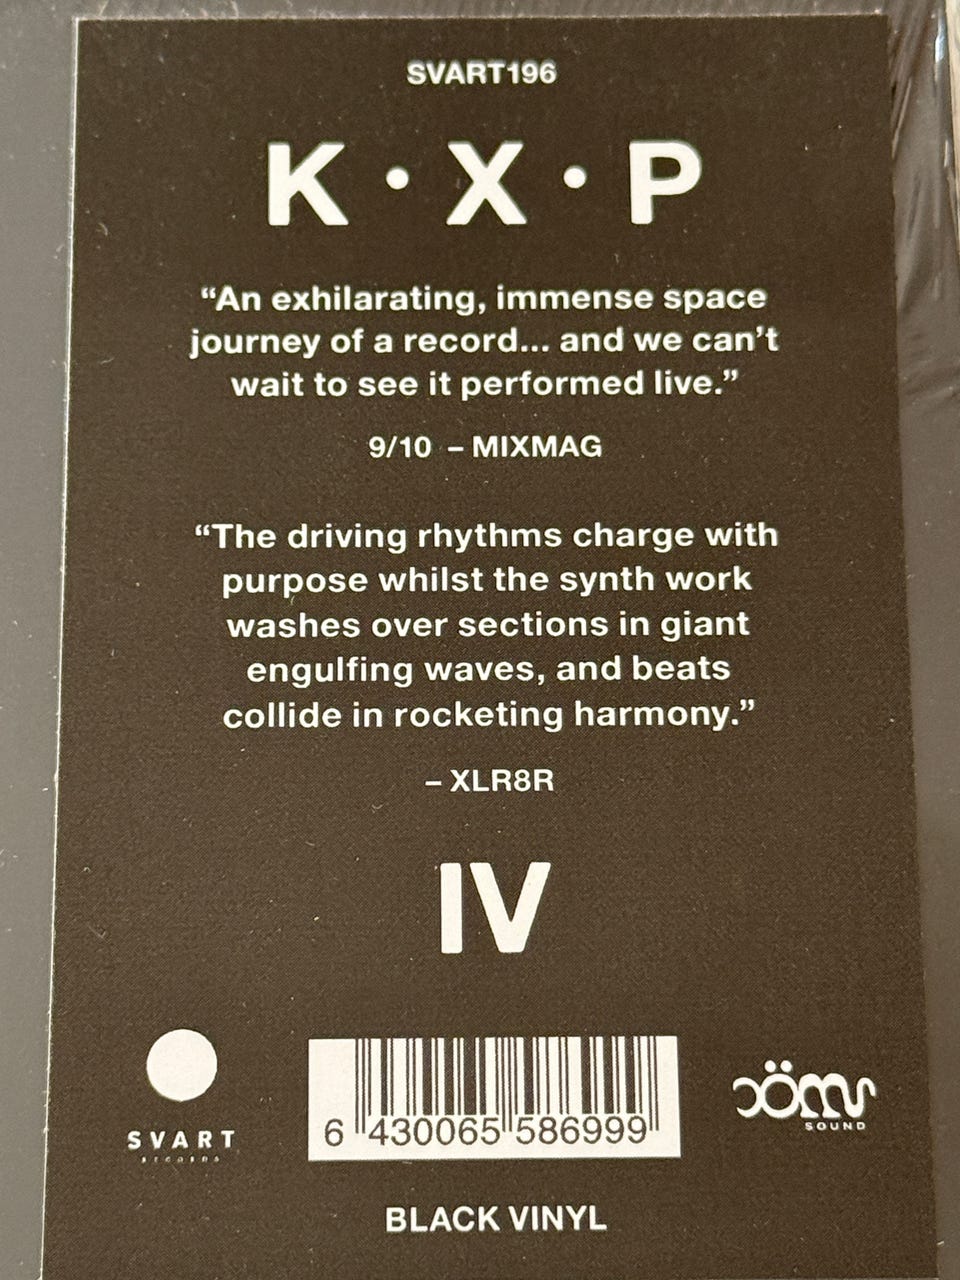 SVART196
K·X·P
“An exhilarating, immense space
journey of a record... and we can’t
wait to see it performed live.”
9/10 – MIXMAG
“The driving rhythms charge with
purpose whilst the synth work
washes over sections in giant
engulfing waves, and beats
collide in rocketing harmony.”
– XLR8R
IV
SVART
RECORDS
6 430065 586999
SOUND
BLACK VINYL